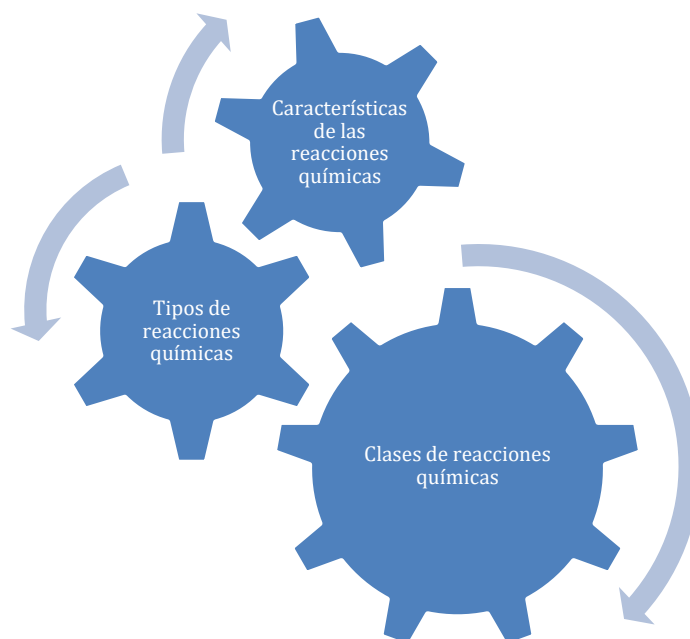 Características
de las
reacciones
químicas
Tipos de
reacciones
químicas
Clases de reacciones
químicas